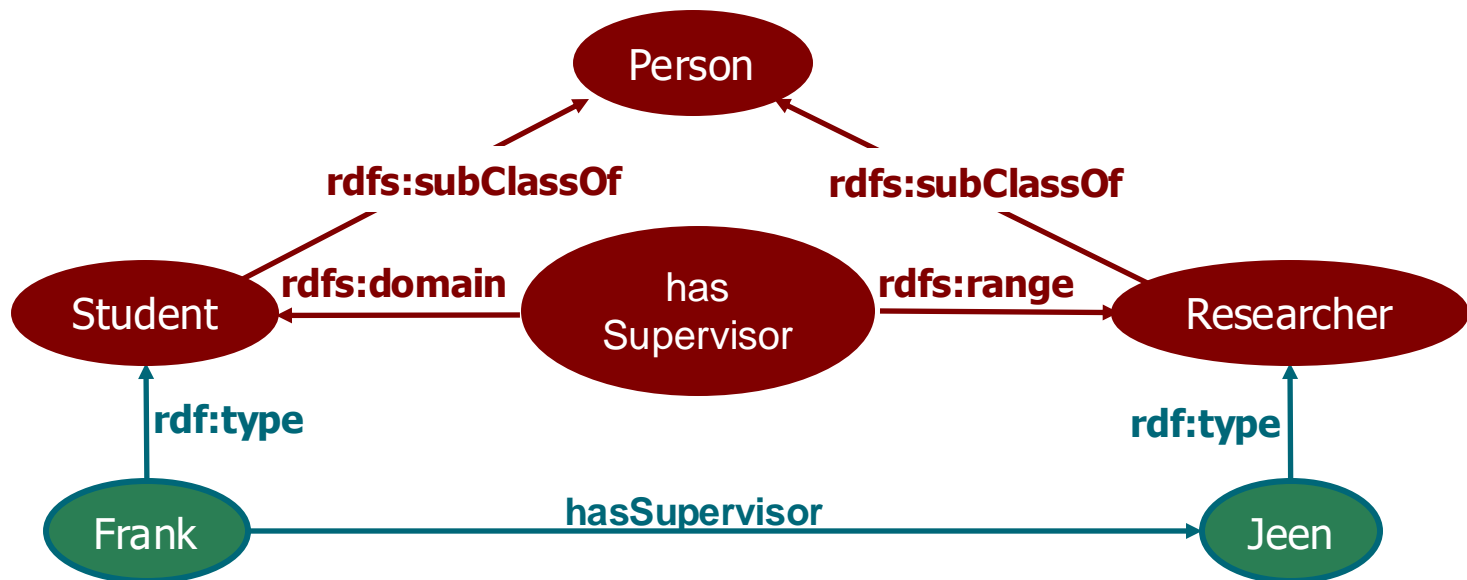 Person
rdfs:subClassOf
rdfs:subClassOf
Student
rdfs:domain
has
Supervisor
rdfs:range
Researcher
rdf:type
rdf:type
Frank
hasSupervisor
Jeen